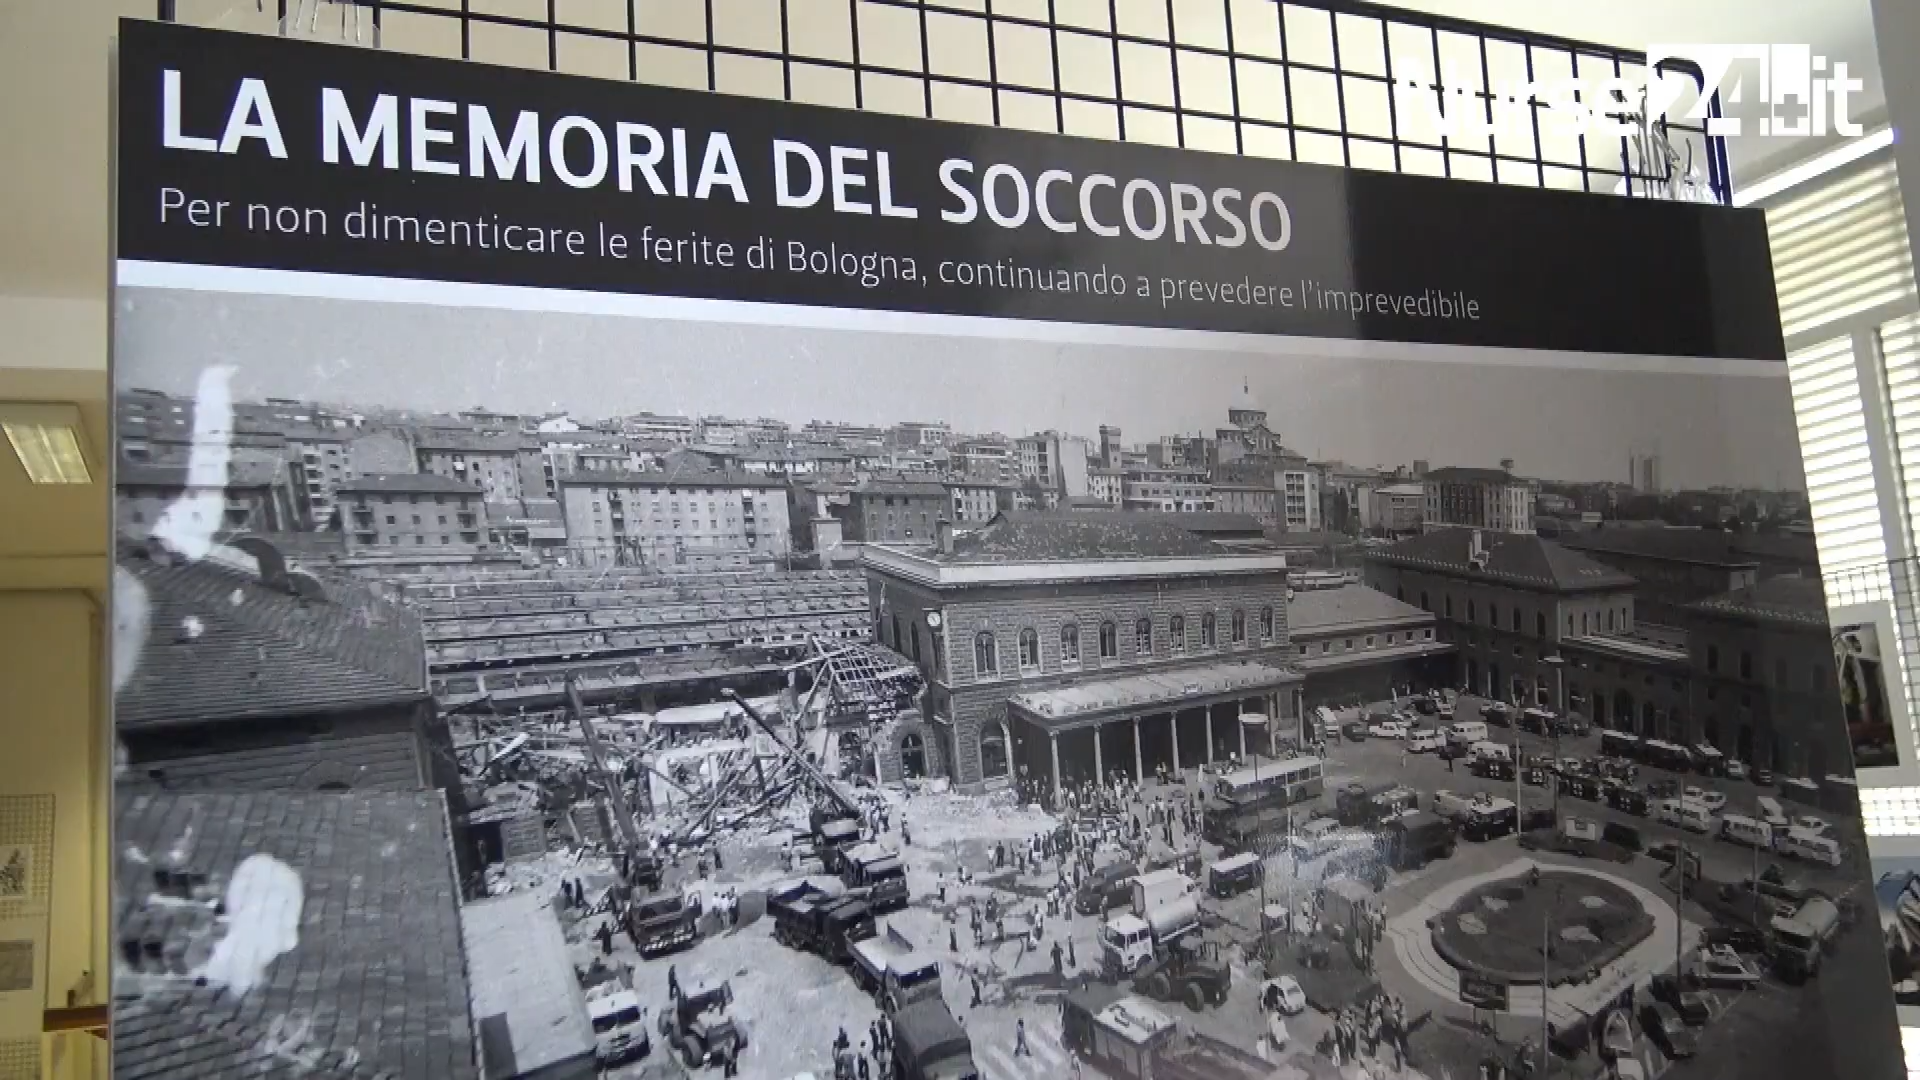 Nurse24.it
LA MEMORIA DEL SOCCORSO
Per non dimenticare le ferite di Bologna, continuando a prevedere l'imprevedibile